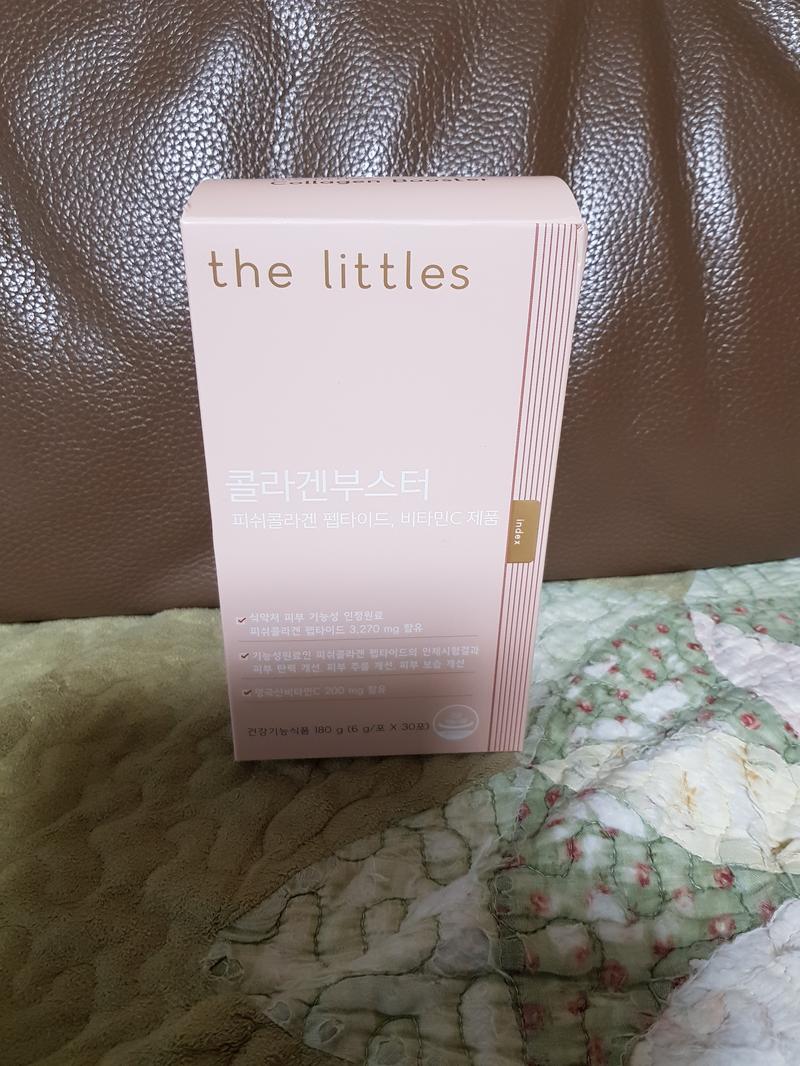 Collagen Booster
the littles
콜라겐부스터
피쉬콜라겐 펩타이드, 비타민C 제품
index
식약처 피부 기능성 인정원료
피쉬콜라겐 펩타이드 3,270 mg 함유
기능성원료인 피쉬콜라겐 펩타이드의 인체시험결과
피부 탄력 개선, 피부 주름 개선, 피부 보습 개선
영국산비타민C 200 mg 함유
건강기능식품 180 g (6 g/포 X 30포)